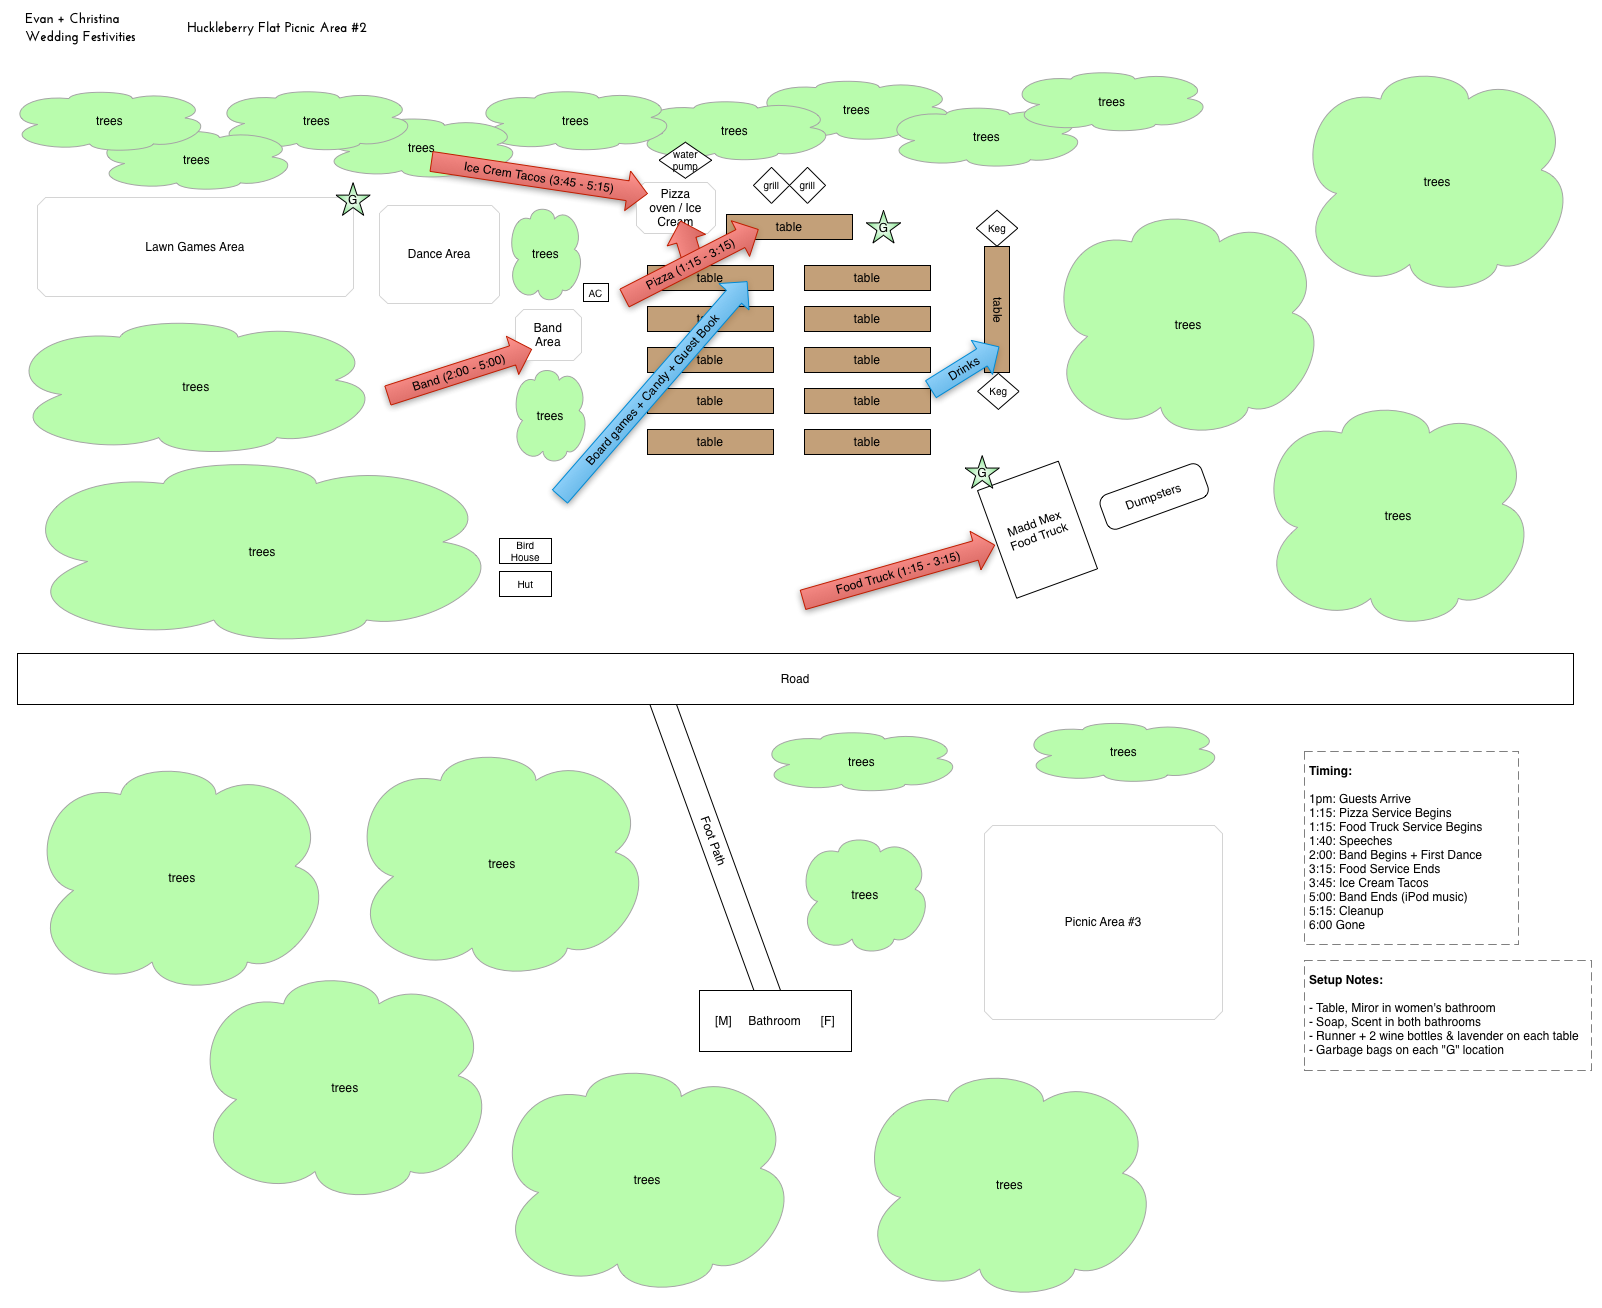 Evan + Christina
Wedding Festivities
Huckleberry Flat Picnic Area #2
trees
trees
trees
trees
trees
trees
trees
trees
trees
trees
trees
Ice Crem Tacos (3:45 - 5:15)
water
pump
grill
grill
Pizza
oven / Ice
Cream
G
Lawn Games Area
Dance Area
trees
table
G
Keg
trees
AC
Pizza (1:15 - 3:15)
table
table
table
Band
Area
Band (2:00 - 5:00)
table
table
Board games + Candy + Guest Book
table
table
Drinks
Keg
trees
trees
table
table
table
table
G
Madd Mex
Food Truck
Dumpsters
trees
trees
Bird
House
Hut
Food Truck (1:15 - 3:15)
Road
Foot Path
trees
trees
trees
trees
trees
Picnic Area #3
Timing:
1pm: Guests Arrive
1:15: Pizza Service Begins
1:15: Food Truck Service Begins
1:40: Speeches
2:00: Band Begins + First Dance
3:15: Food Service Ends
3:45: Ice Cream Tacos
5:00: Band Ends (iPod music)
5:15: Cleanup
6:00 Gone
Setup Notes:
- Table, Miror in women's bathroom
- Soap, Scent in both bathrooms
- Runner + 2 wine bottles & lavender on each table
- Garbage bags on each "G" location
[M] Bathroom [F]
trees
trees
trees